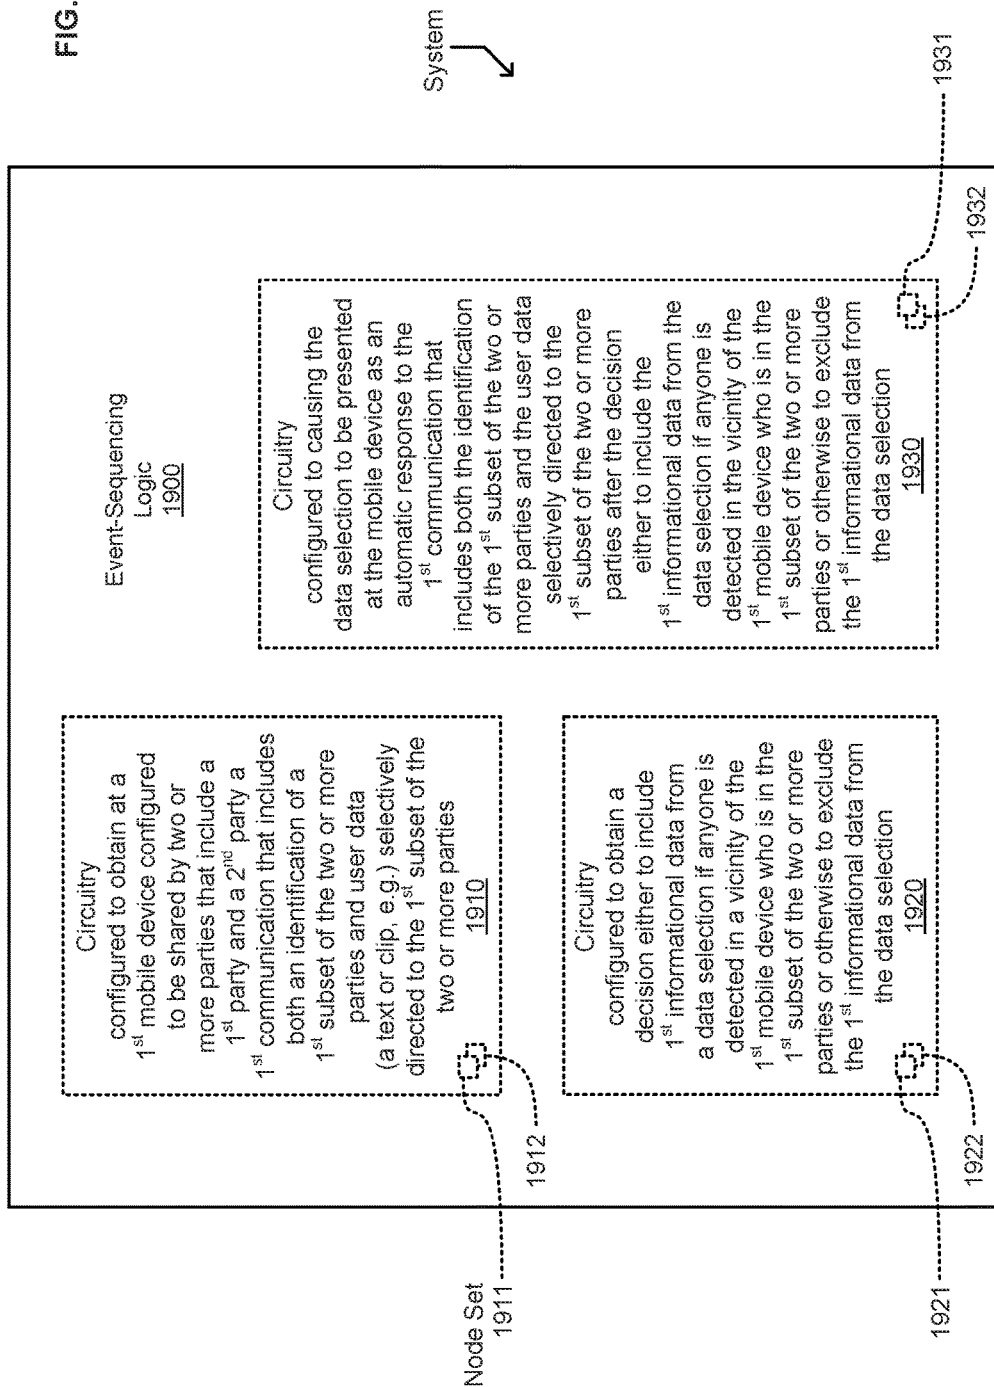 FIG.
System
Event-Sequencing
Logic
1900
Circuitry
configured to obtain at a
1st mobile device configured
to be shared by two or
more parties that include a
1st party and a 2nd party a
1st communication that includes
both an identification of a
1st subset of the two or more
parties and user data
(a text or clip, e.g.) selectively
directed to the 1st subset of the
two or more parties
1910
Node Set
1911
1912
Circuitry
configured to obtain a
decision either to include
1st informational data from
a data selection if anyone is
detected in a vicinity of the
1st mobile device who is in the
1st subset of the two or more
parties or otherwise to exclude
the 1st informational data from
the data selection
1920
1921
1922
Circuitry
configured to causing the
data selection to be presented
at the mobile device as an
automatic response to the
1st communication that
includes both the identification
of the 1st subset of the two or
more parties and the user data
selectively directed to the
1st subset of the two or more
parties after the decision
either to include the
1st informational data from the
data selection if anyone is
detected in the vicinity of the
1st mobile device who is in the
1st subset of the two or more
parties or otherwise to exclude
the 1st informational data from
the data selection
1930
1931
1932